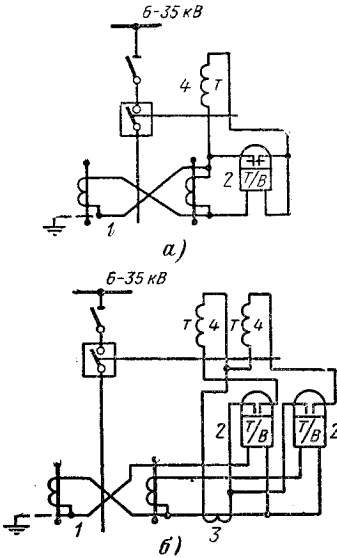 6-35 кВ
4 Т
2 Т/В
1
а)
6-35 кВ
Т 4 Т 4
2 Т/В Т/В 2
1 3
б)